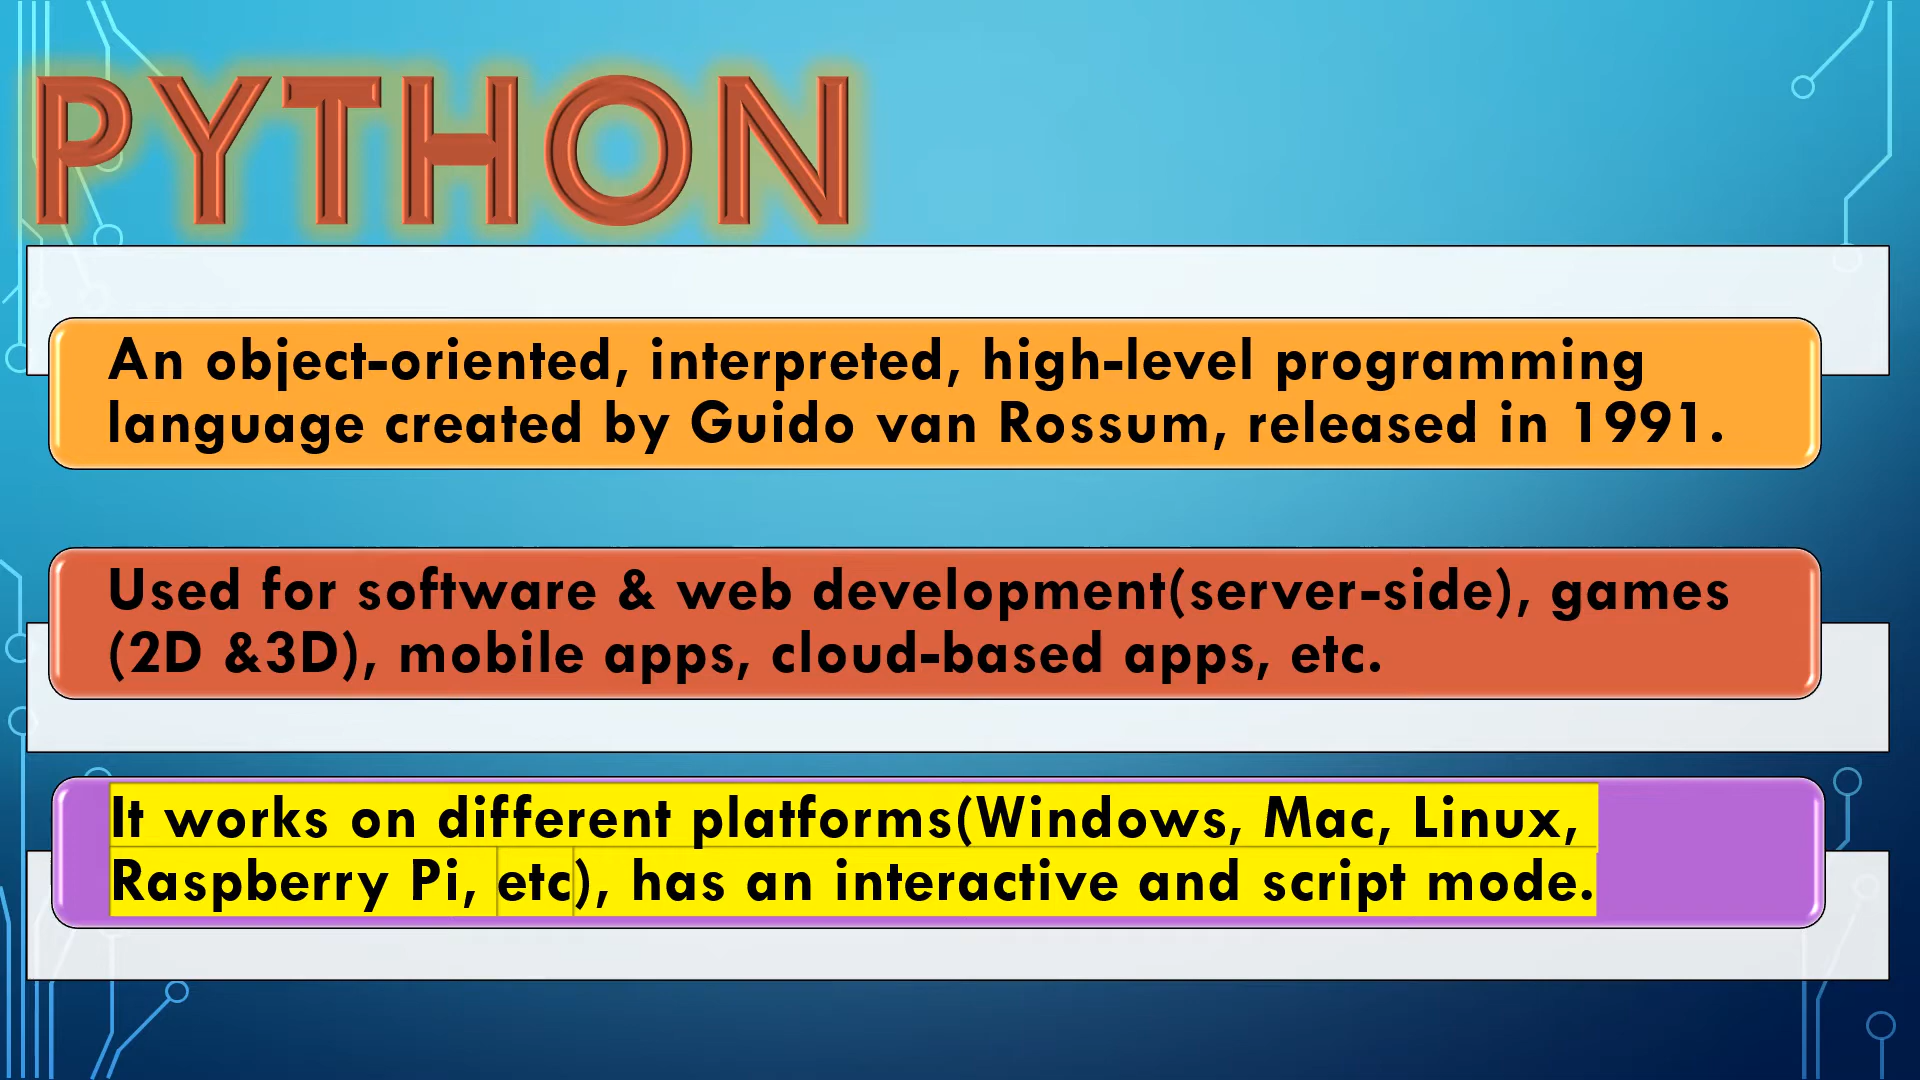 PYTHON
An object-oriented, interpreted, high-level programming
language created by Guido van Rossum, released in 1991.
Used for software & web development(server-side), games
(2D &3D), mobile apps, cloud-based apps, etc.
It works on different platforms(Windows, Mac, Linux,
Raspberry Pi, etc), has an interactive and script mode.